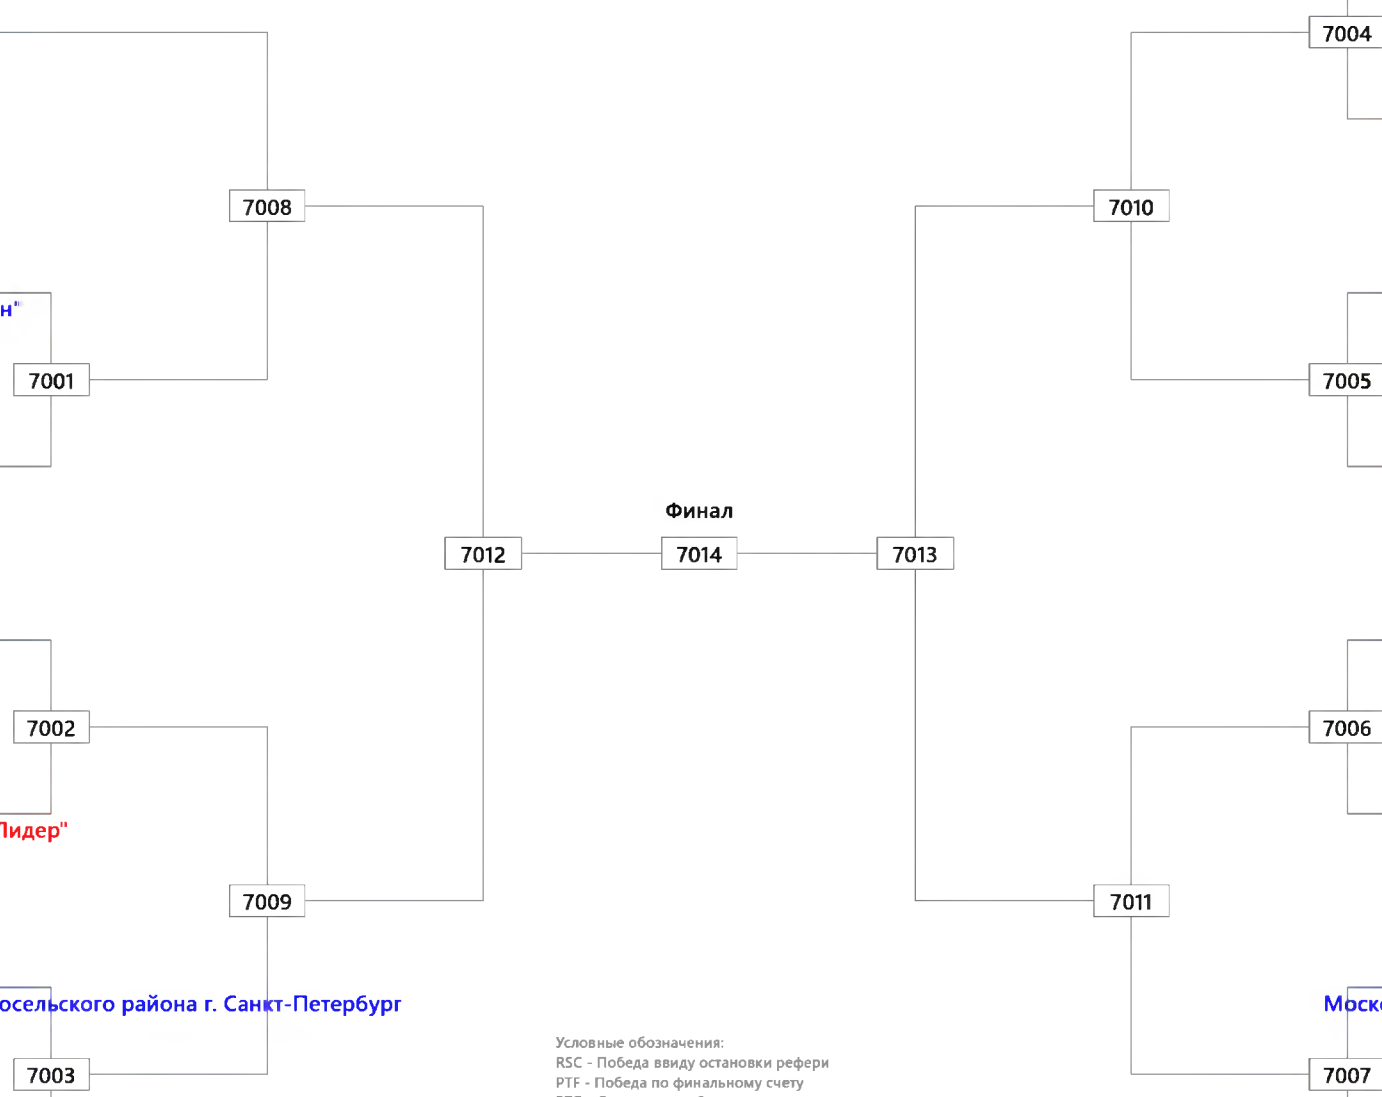 7004
7008
7010
н"
7001
7005
Финал
7012
7014
7013
7002
7006
Лидер"
7009
7011
осельского района г. Санкт-Петербург
Моск
Условные обозначения:
RSC - Победа ввиду остановки рефери
7003
7007
PTF - Победа по финальному счету